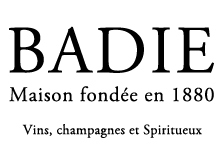 BADIE
Maison fondée en 1880
Vins, champagnes et Spiritueux